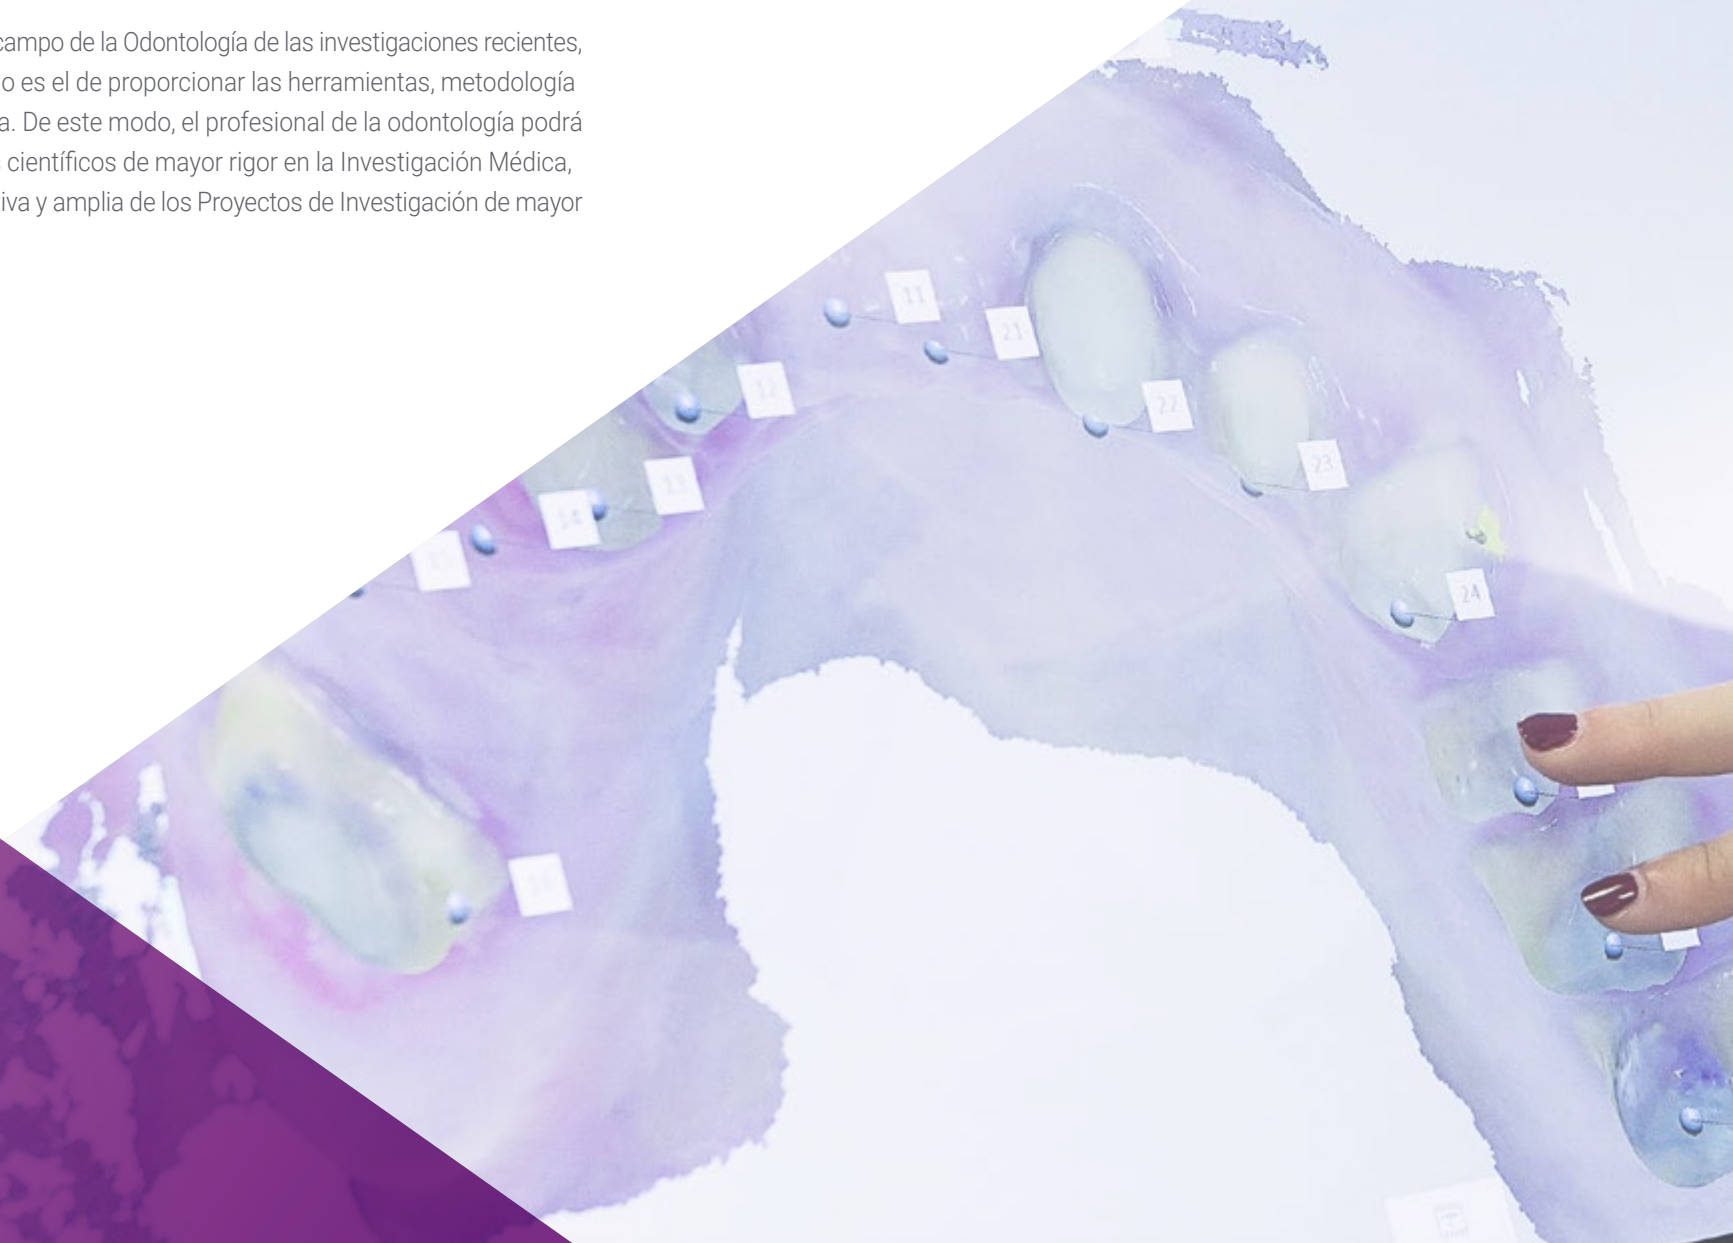 campo de la Odontología de las investigaciones recientes,
o es el de proporcionar las herramientas, metodología
a. De este modo, el profesional de la odontología podrá
científicos de mayor rigor en la Investigación Médica,
iva y amplia de los Proyectos de Investigación de mayor
11
21
12
22
13
23
14
24